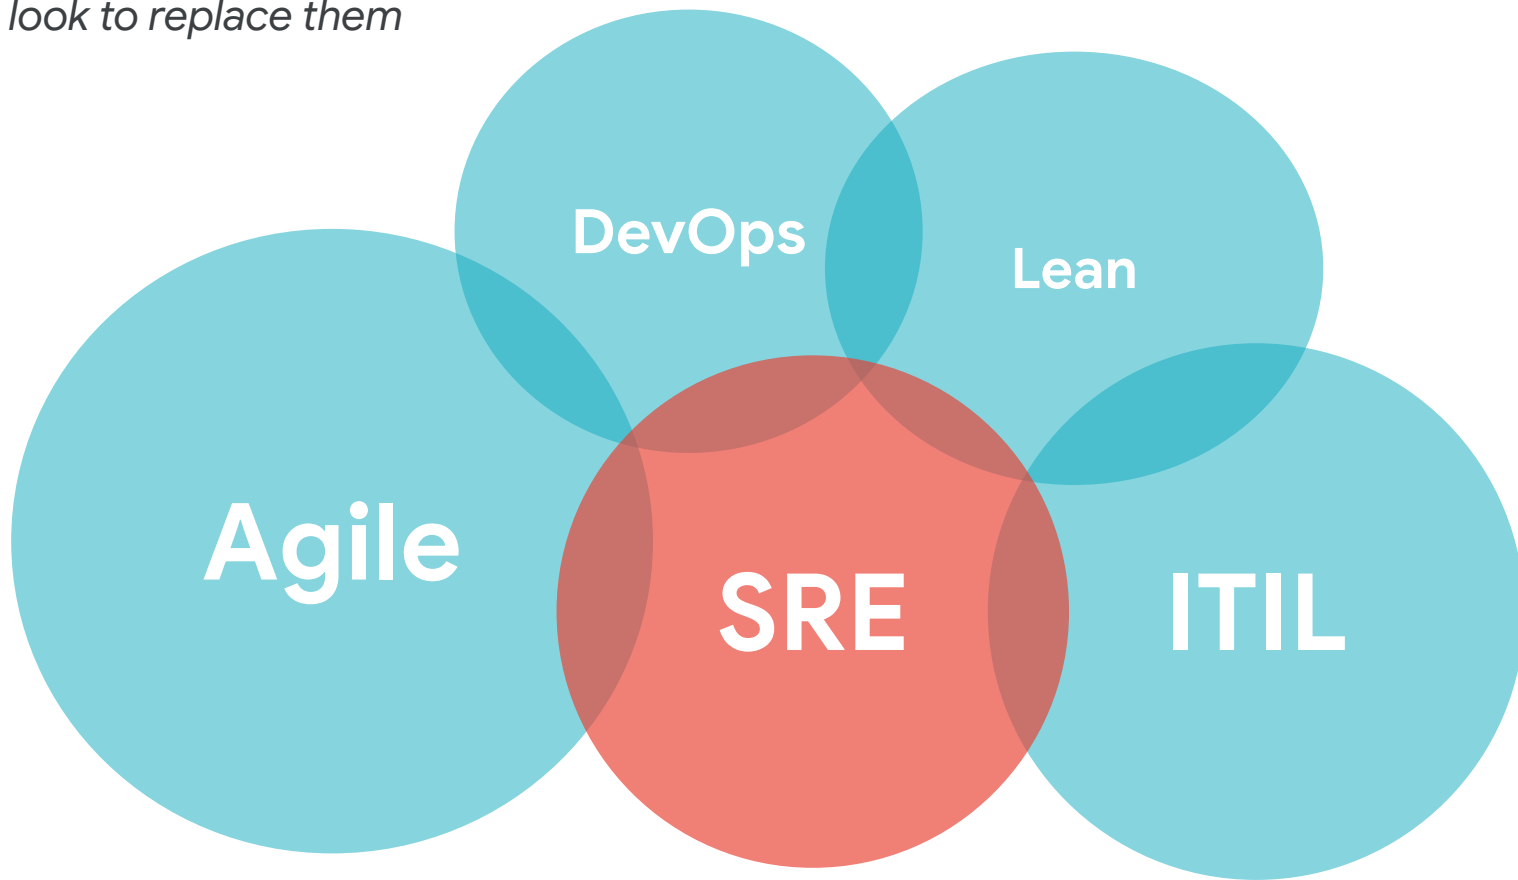 look to replace them
DevOps
Lean
Agile
SRE
ITIL